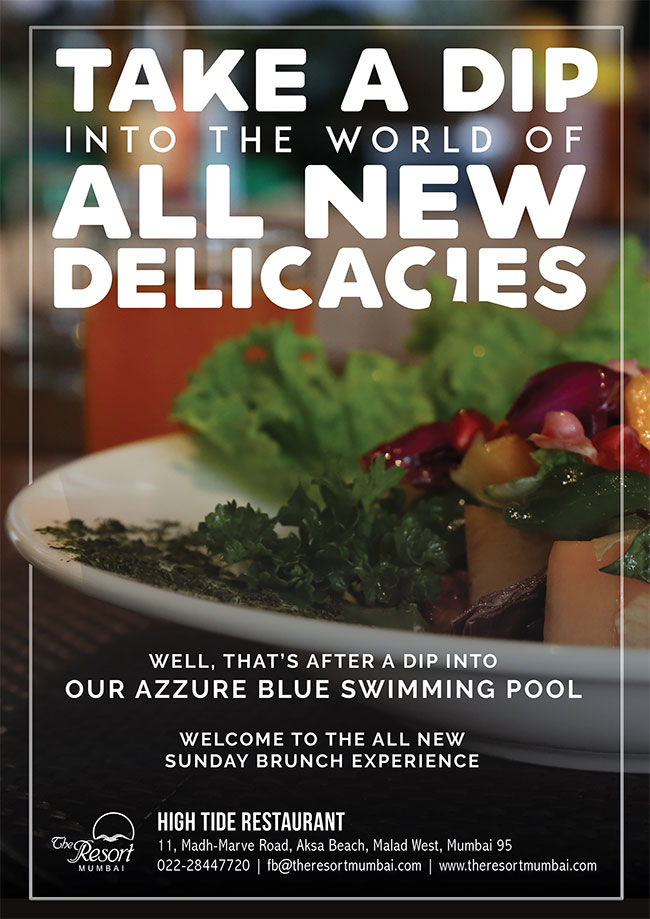 TAKE A DIP
INTO THE WORLD OF
ALL NEW
DELICACIES
WELL, THAT'S AFTER A DIP INTO
OUR AZZURE BLUE SWIMMING POOL
WELCOME TO THE ALL NEW
SUNDAY BRUNCH EXPERIENCE
The Resort
MUMBAI
HIGH TIDE RESTAURANT
11, Madh-Marve Road, Aksa Beach, Malad West, Mumbai 95
022-28447720 | fb@theresortmumbai.com | www.theresortmumbai.com